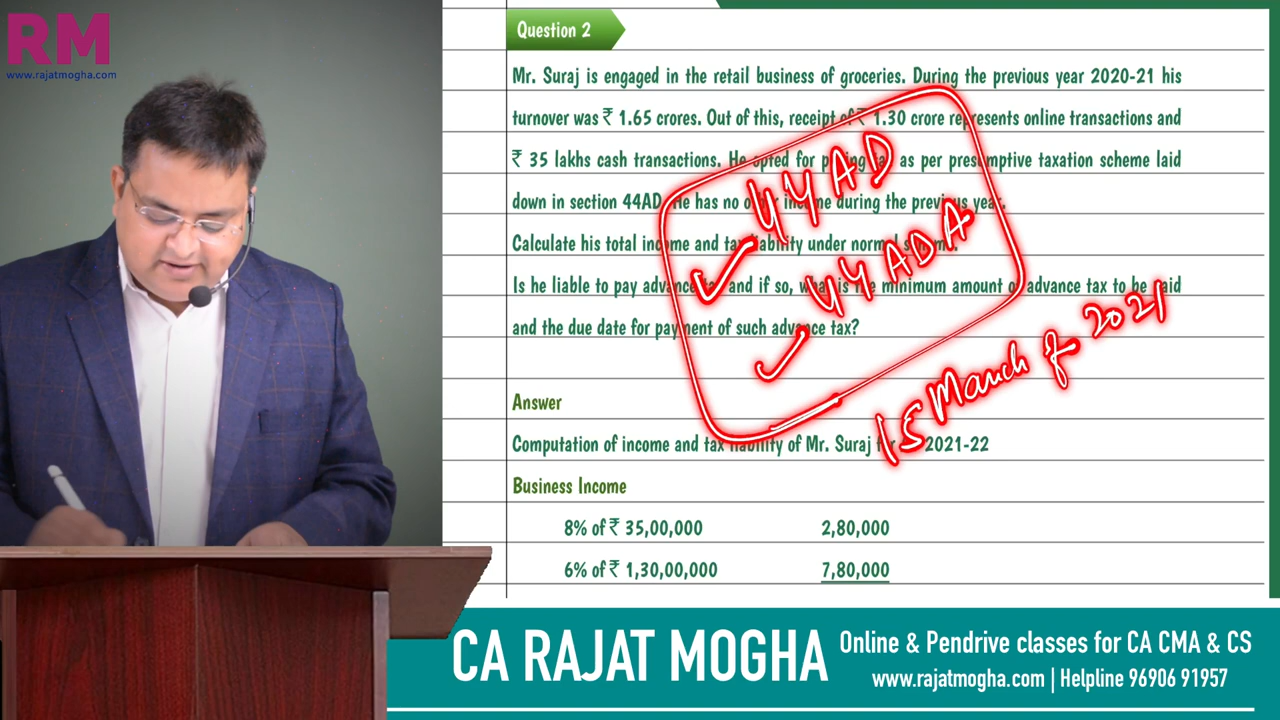 RM
www.rajatmogha.com
Question 2
Mr. Suraj is engaged in the retail business of groceries. During the previous year 2020-21 his
turnover was ₹ 1.65 crores. Out of this, receipt of ₹ 1.30 crore represents online transactions and
₹ 35 lakhs cash transactions. He opted for paying tax as per presumptive taxation scheme laid
down in section 44AD. He has no other income during the previous year.
Calculate his total income and tax liability under normal scheme.
Is he liable to pay advance tax and if so, what is the minimum amount of advance tax to be paid
and the due date for payment of such advance tax?
44AD
44ADA
15 March of 2021
Answer
Computation of income and tax liability of Mr. Suraj for 2021-22
Business Income
8% of ₹ 35,00,000 2,80,000
6% of ₹ 1,30,00,000 7,80,000
CA RAJAT MOGHA
Online & Pendrive classes for CA CMA & CS
www.rajatmogha.com | Helpline 96906 91957